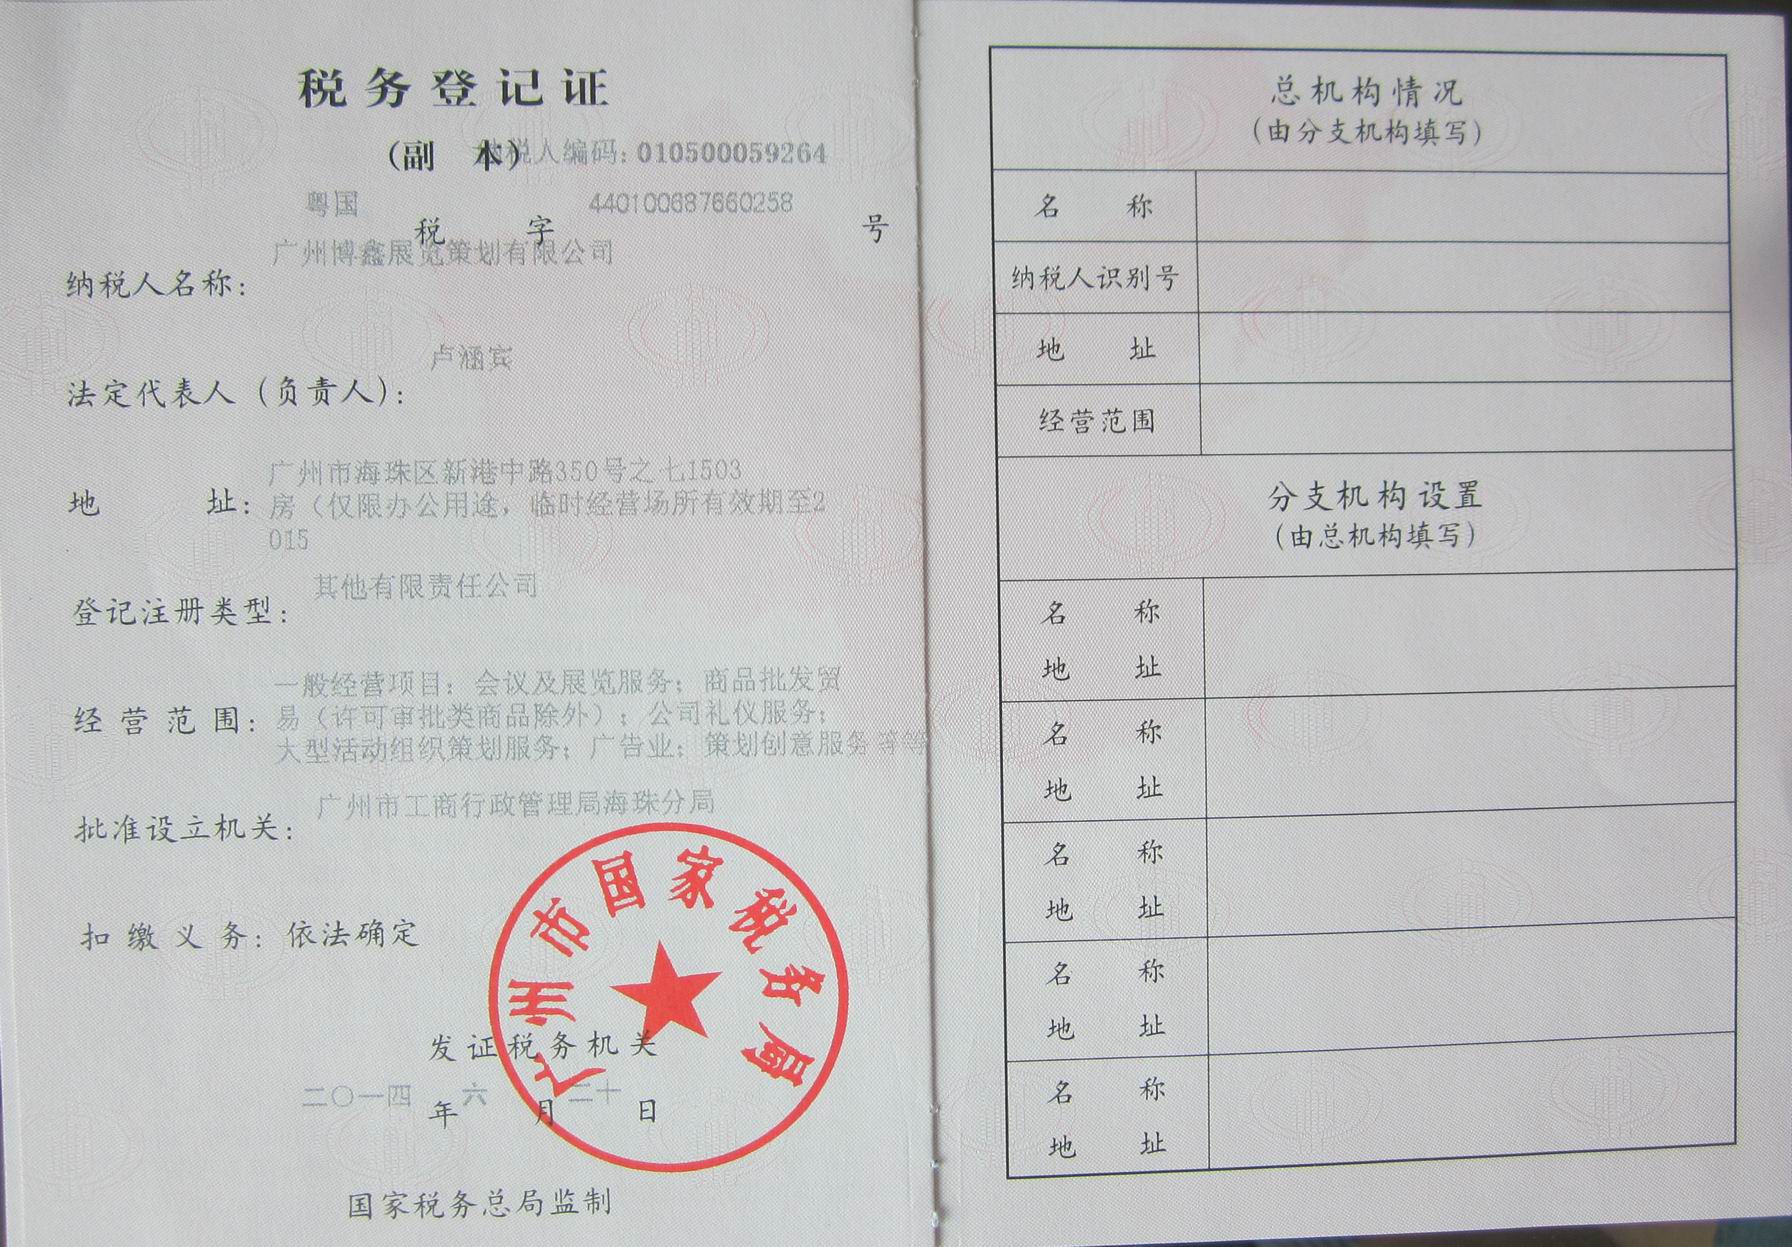 税务登记证
(副 本) 纳税人编码：010500059264
粤国 税 字 440100687660258 号
纳税人名称： 广州博鑫展览策划有限公司
法定代表人（负责人）： 卢涵宾
地 址： 广州市海珠区新港中路350号之七1503
房（仅限办公用途，临时经营场所有效期至2
015
登记注册类型： 其他有限责任公司
经营范围： 一般经营项目：会议及展览服务；商品批发贸
易（许可审批类商品除外）；公司礼仪服务；
大型活动组织策划服务；广告业；策划创意服务等等
批准设立机关： 广州市工商行政管理局海珠分局
扣缴义务：依法确定
广州市国家税务局
发证税务机关
二〇一四 年 六 月 二十 日
国家税务总局监制
总机构情况
(由分支机构填写)
名 称
纳税人识别号
地 址
经营范围
分支机构设置
(由总机构填写)
名 称
地 址
名 称
地 址
名 称
地 址
名 称
地 址
名 称
地 址